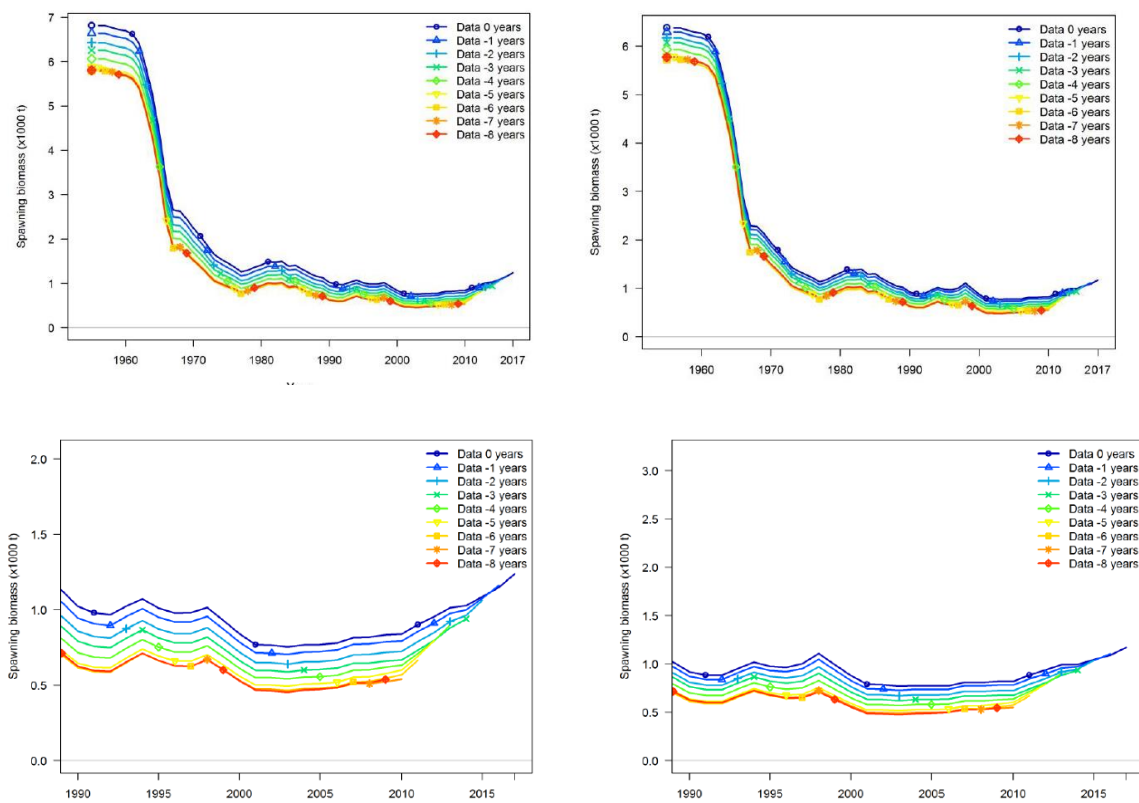 7
6
5
4
3
2
1
0
Spawning biomass (x1000 t)
Data 0 years
Data -1 years
Data -2 years
Data -3 years
Data -4 years
Data -5 years
Data -6 years
Data -7 years
Data -8 years
1960 1970 1980 1990 2000 2010 2017
6
5
4
3
2
1
0
Spawning biomass (x1000 t)
Data 0 years
Data -1 years
Data -2 years
Data -3 years
Data -4 years
Data -5 years
Data -6 years
Data -7 years
Data -8 years
1960 1970 1980 1990 2000 2010 2017
2.0
1.5
1.0
0.5
0.0
Spawning biomass (x1000 t)
Data 0 years
Data -1 years
Data -2 years
Data -3 years
Data -4 years
Data -5 years
Data -6 years
Data -7 years
Data -8 years
1990 1995 2000 2005 2010 2015
3.0
2.5
2.0
1.5
1.0
0.5
0.0
Spawning biomass (x1000 t)
Data 0 years
Data -1 years
Data -2 years
Data -3 years
Data -4 years
Data -5 years
Data -6 years
Data -7 years
Data -8 years
1990 1995 2000 2005 2010 2015